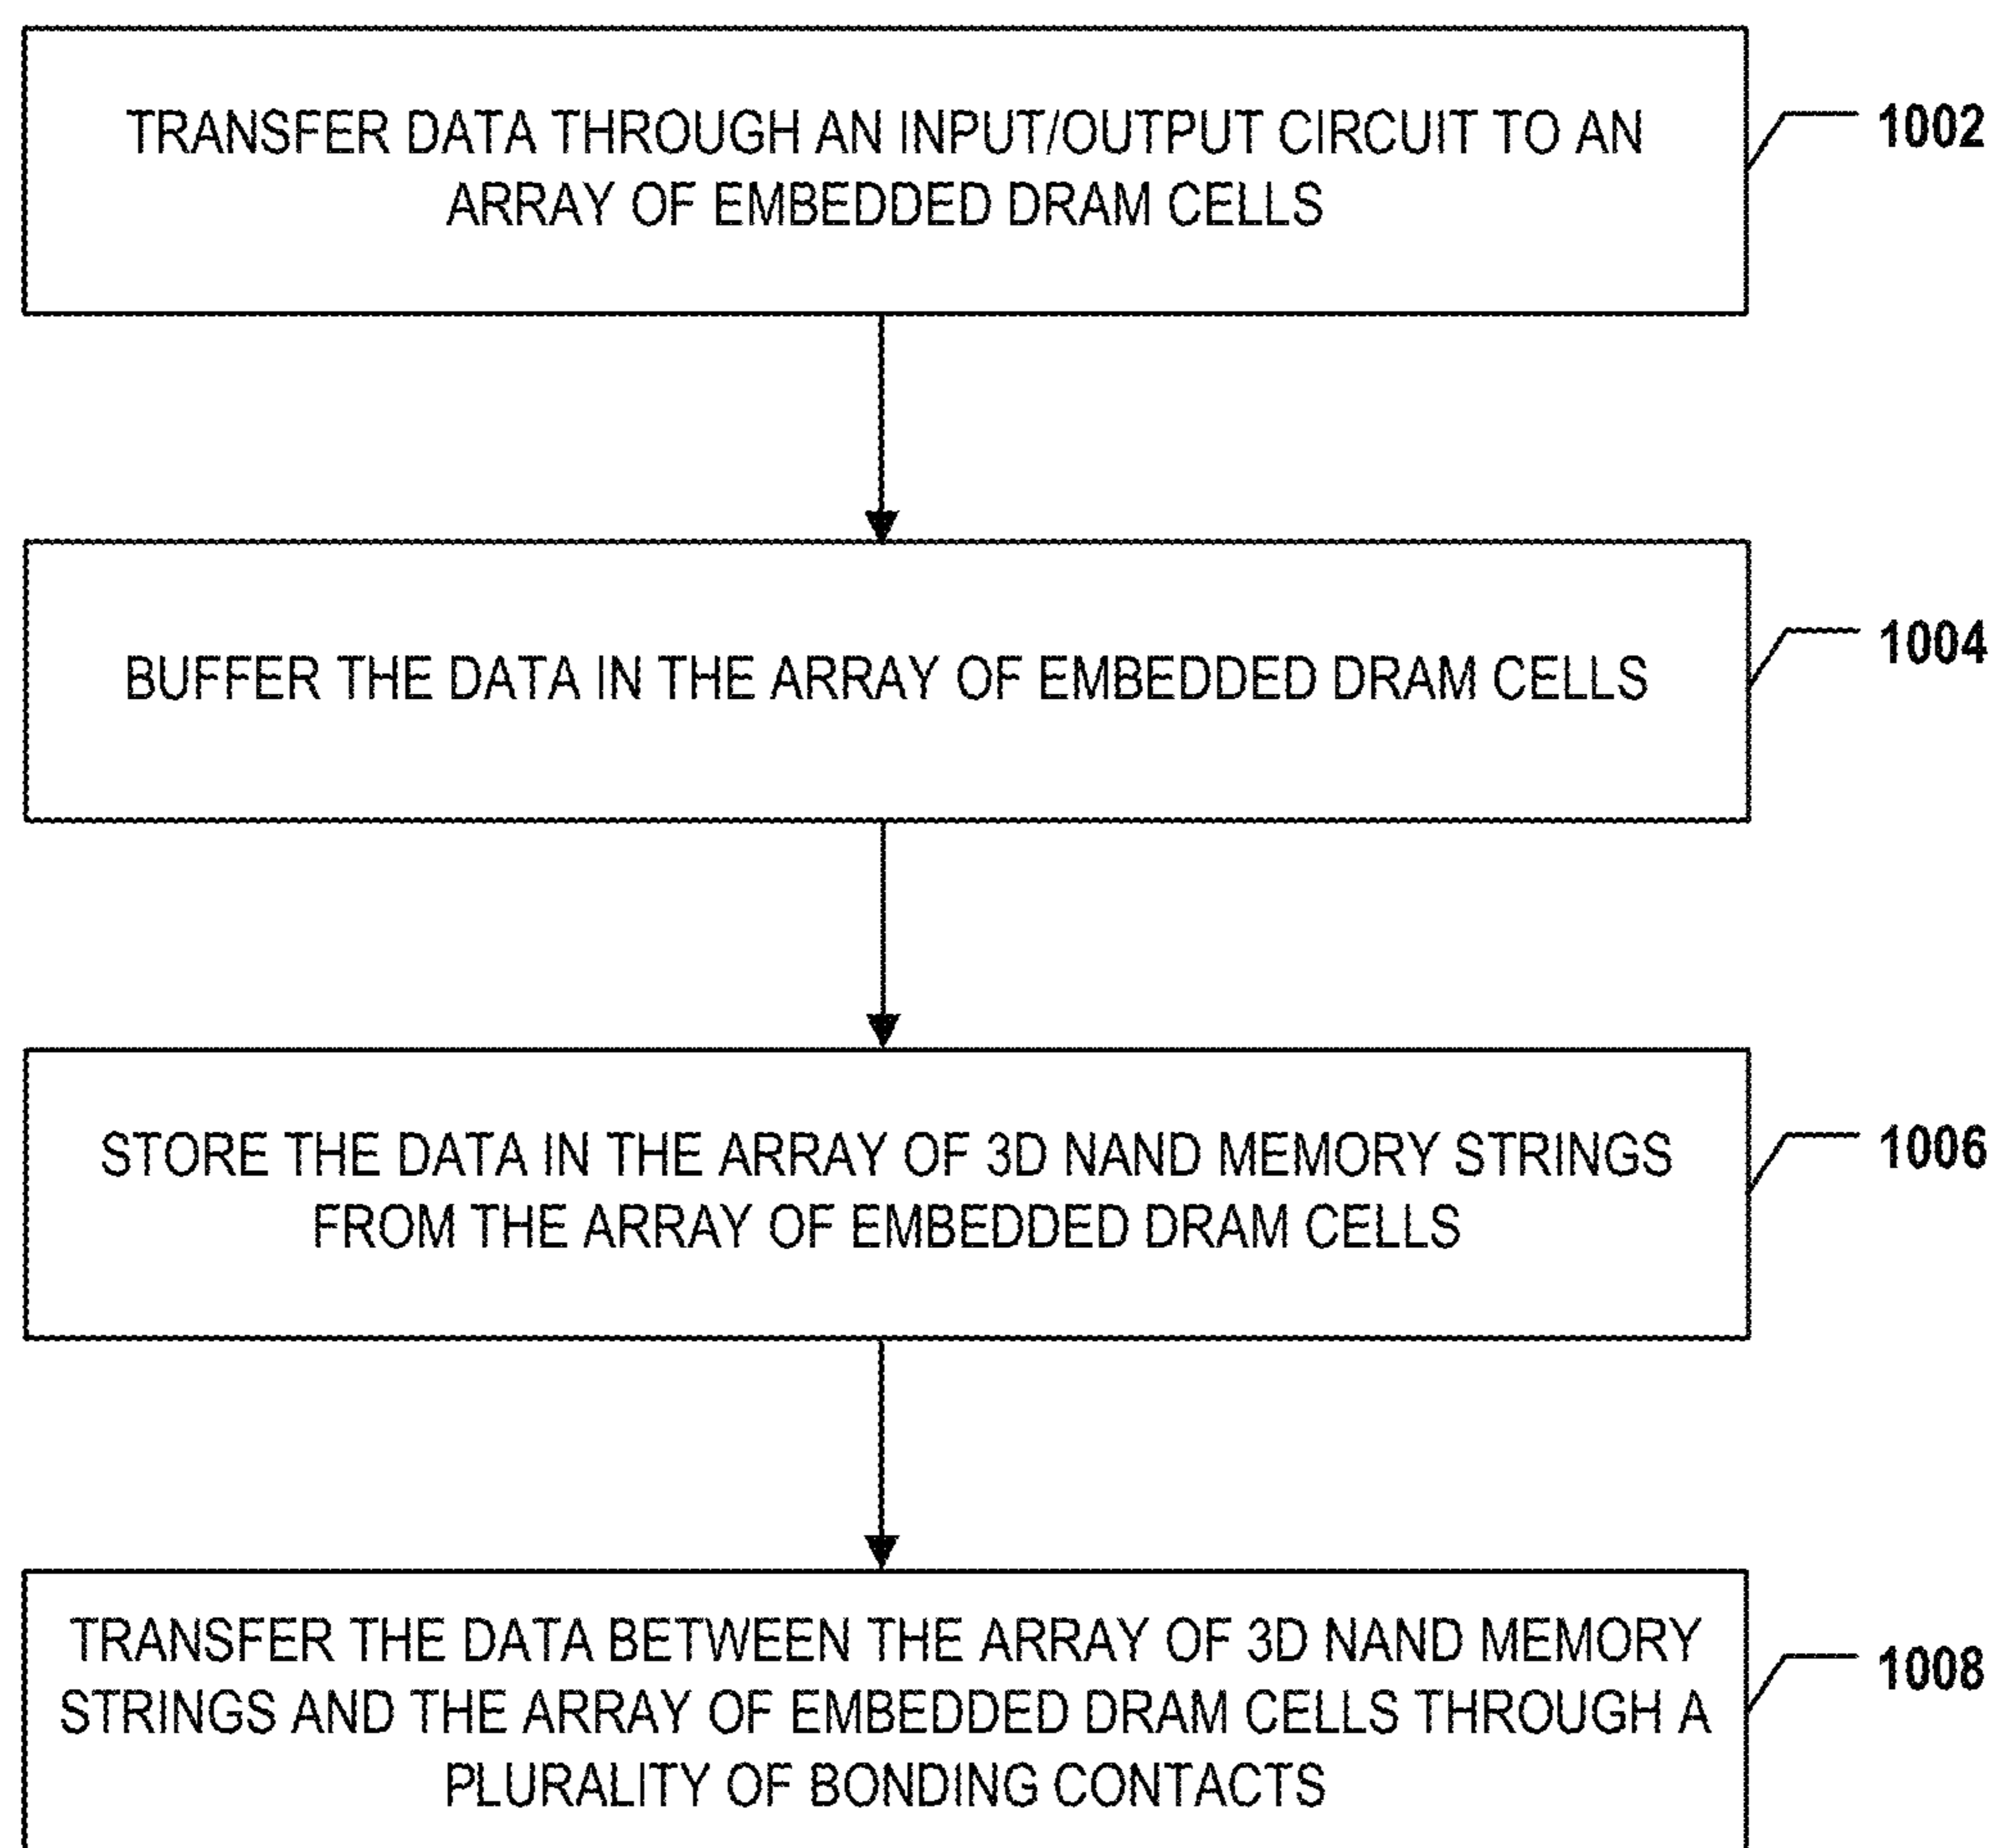 TRANSFER DATA THROUGH AN INPUT/OUTPUT CIRCUIT TO AN
ARRAY OF EMBEDDED DRAM CELLS
1002
BUFFER THE DATA IN THE ARRAY OF EMBEDDED DRAM CELLS
1004
STORE THE DATA IN THE ARRAY OF 3D NAND MEMORY STRINGS
FROM THE ARRAY OF EMBEDDED DRAM CELLS
1006
TRANSFER THE DATA BETWEEN THE ARRAY OF 3D NAND MEMORY
STRINGS AND THE ARRAY OF EMBEDDED DRAM CELLS THROUGH A
PLURALITY OF BONDING CONTACTS
1008